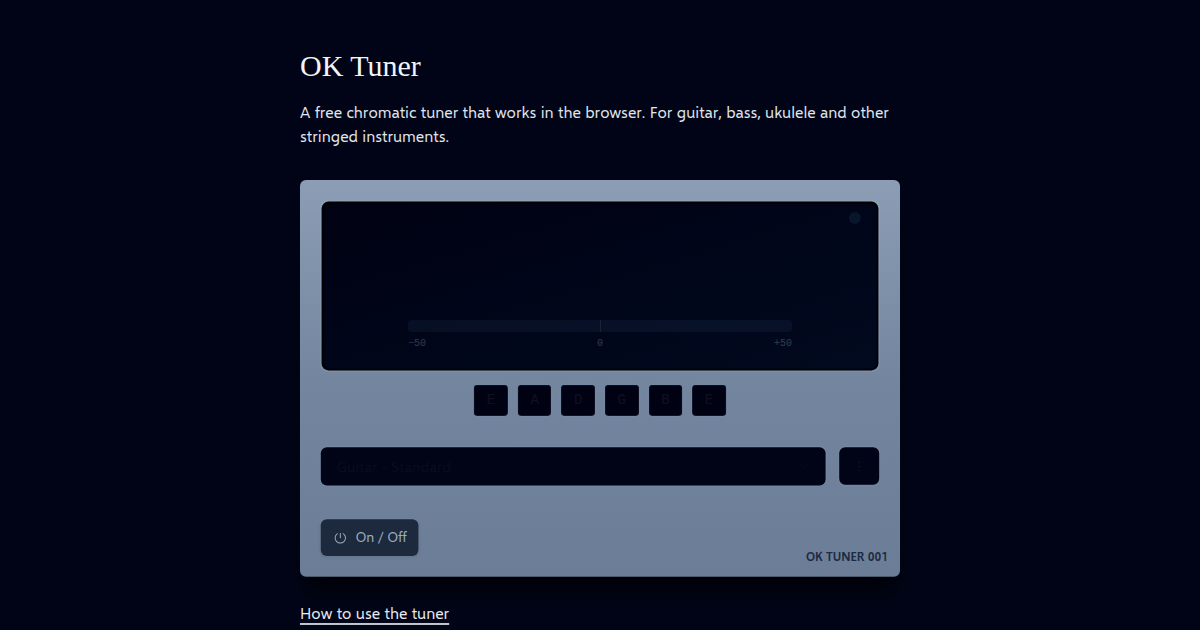 OK Tuner
A free chromatic tuner that works in the browser. For guitar, bass, ukulele and other
stringed instruments.
−50 0 +50
E A D G B E
Guitar - Standard
On / Off
OK TUNER 001
How to use the tuner